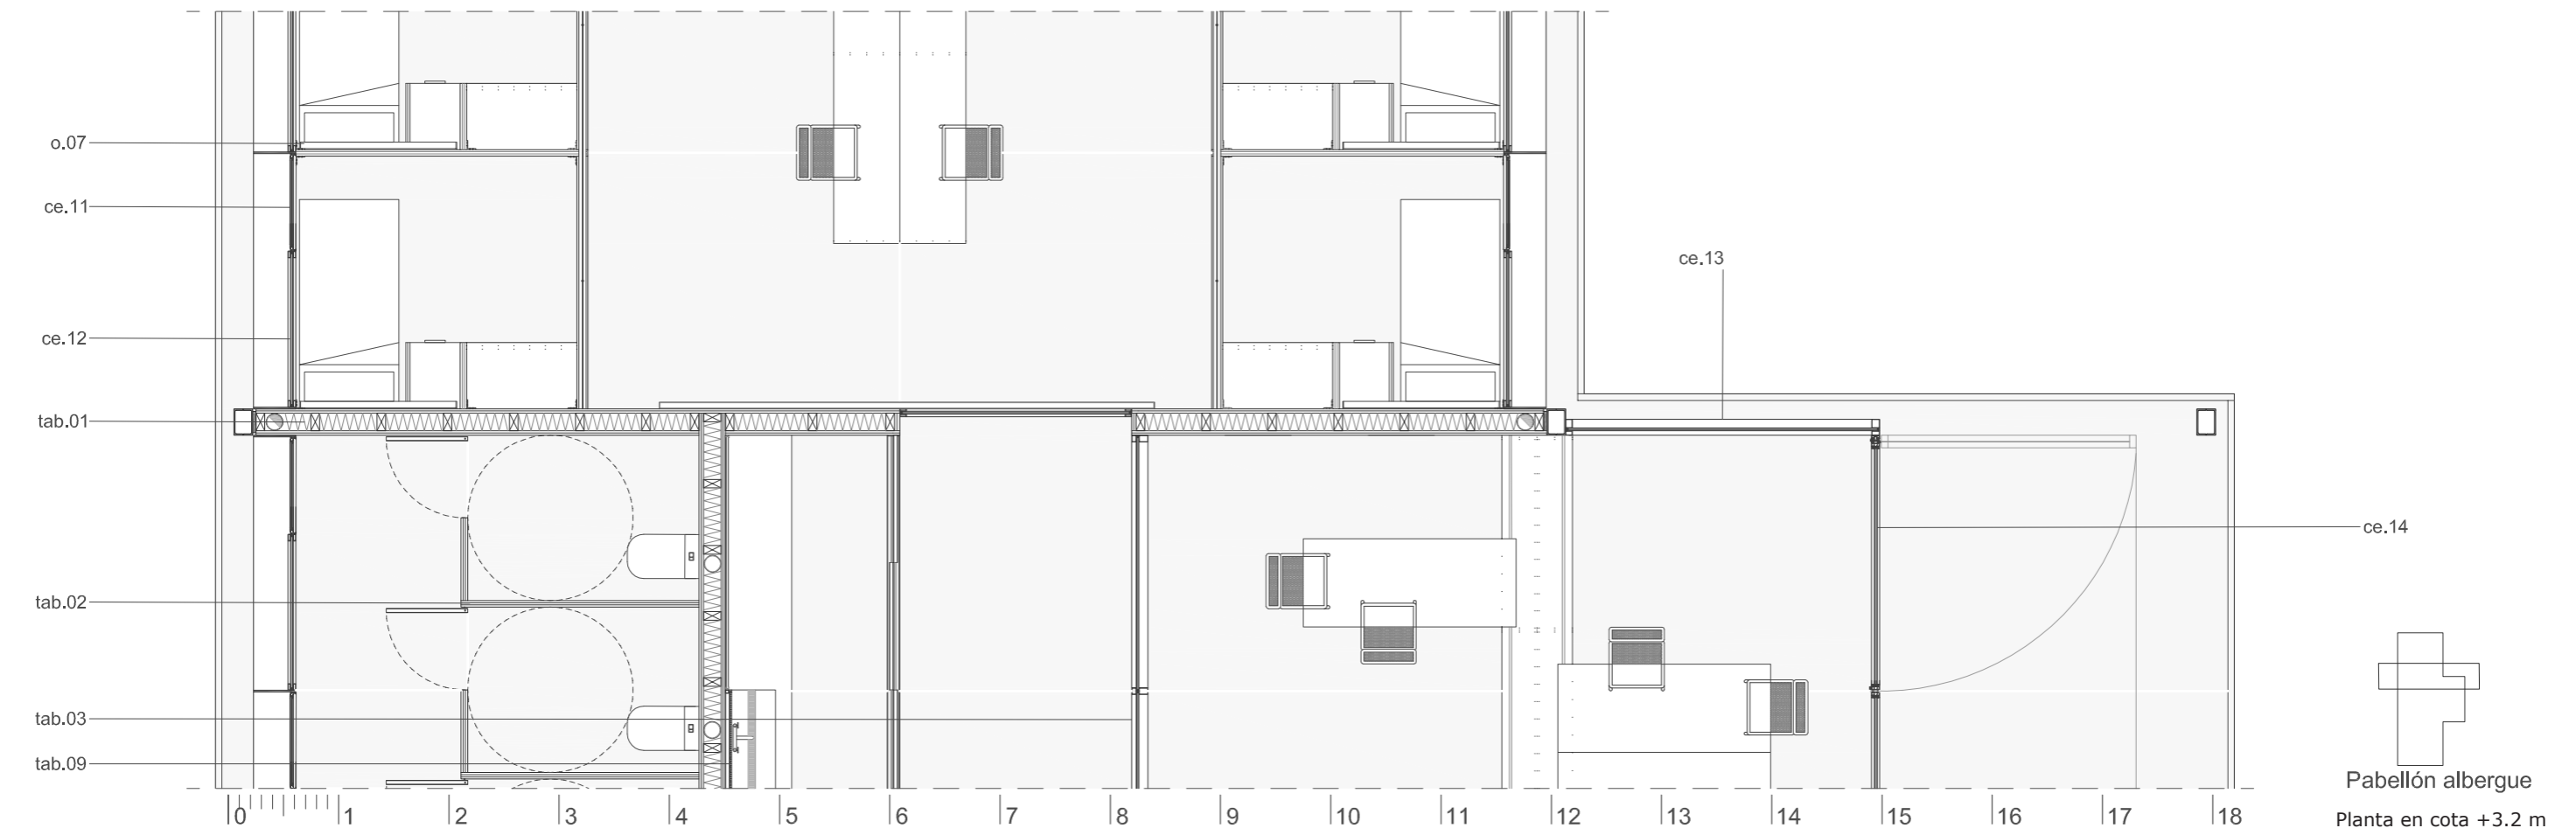 o.07
ce.11
ce.13
ce.12
tab.01
ce.14
tab.02
tab.03
tab.09
Pabellón albergue
0 1 2 3 4 5 6 7 8 9 10 11 12 13 14 15 16 17 18
Planta en cota +3.2 m